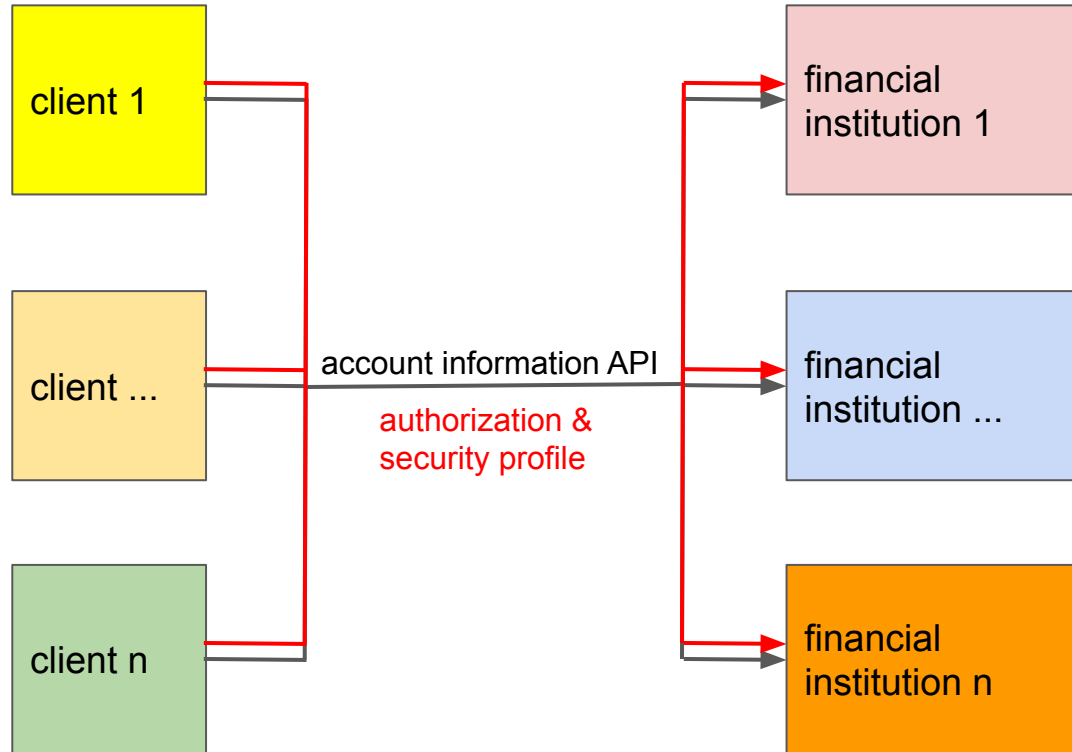 client 1
financial
institution 1
client ...
account information API
authorization &
security profile
financial
institution ...
client n
financial
institution n